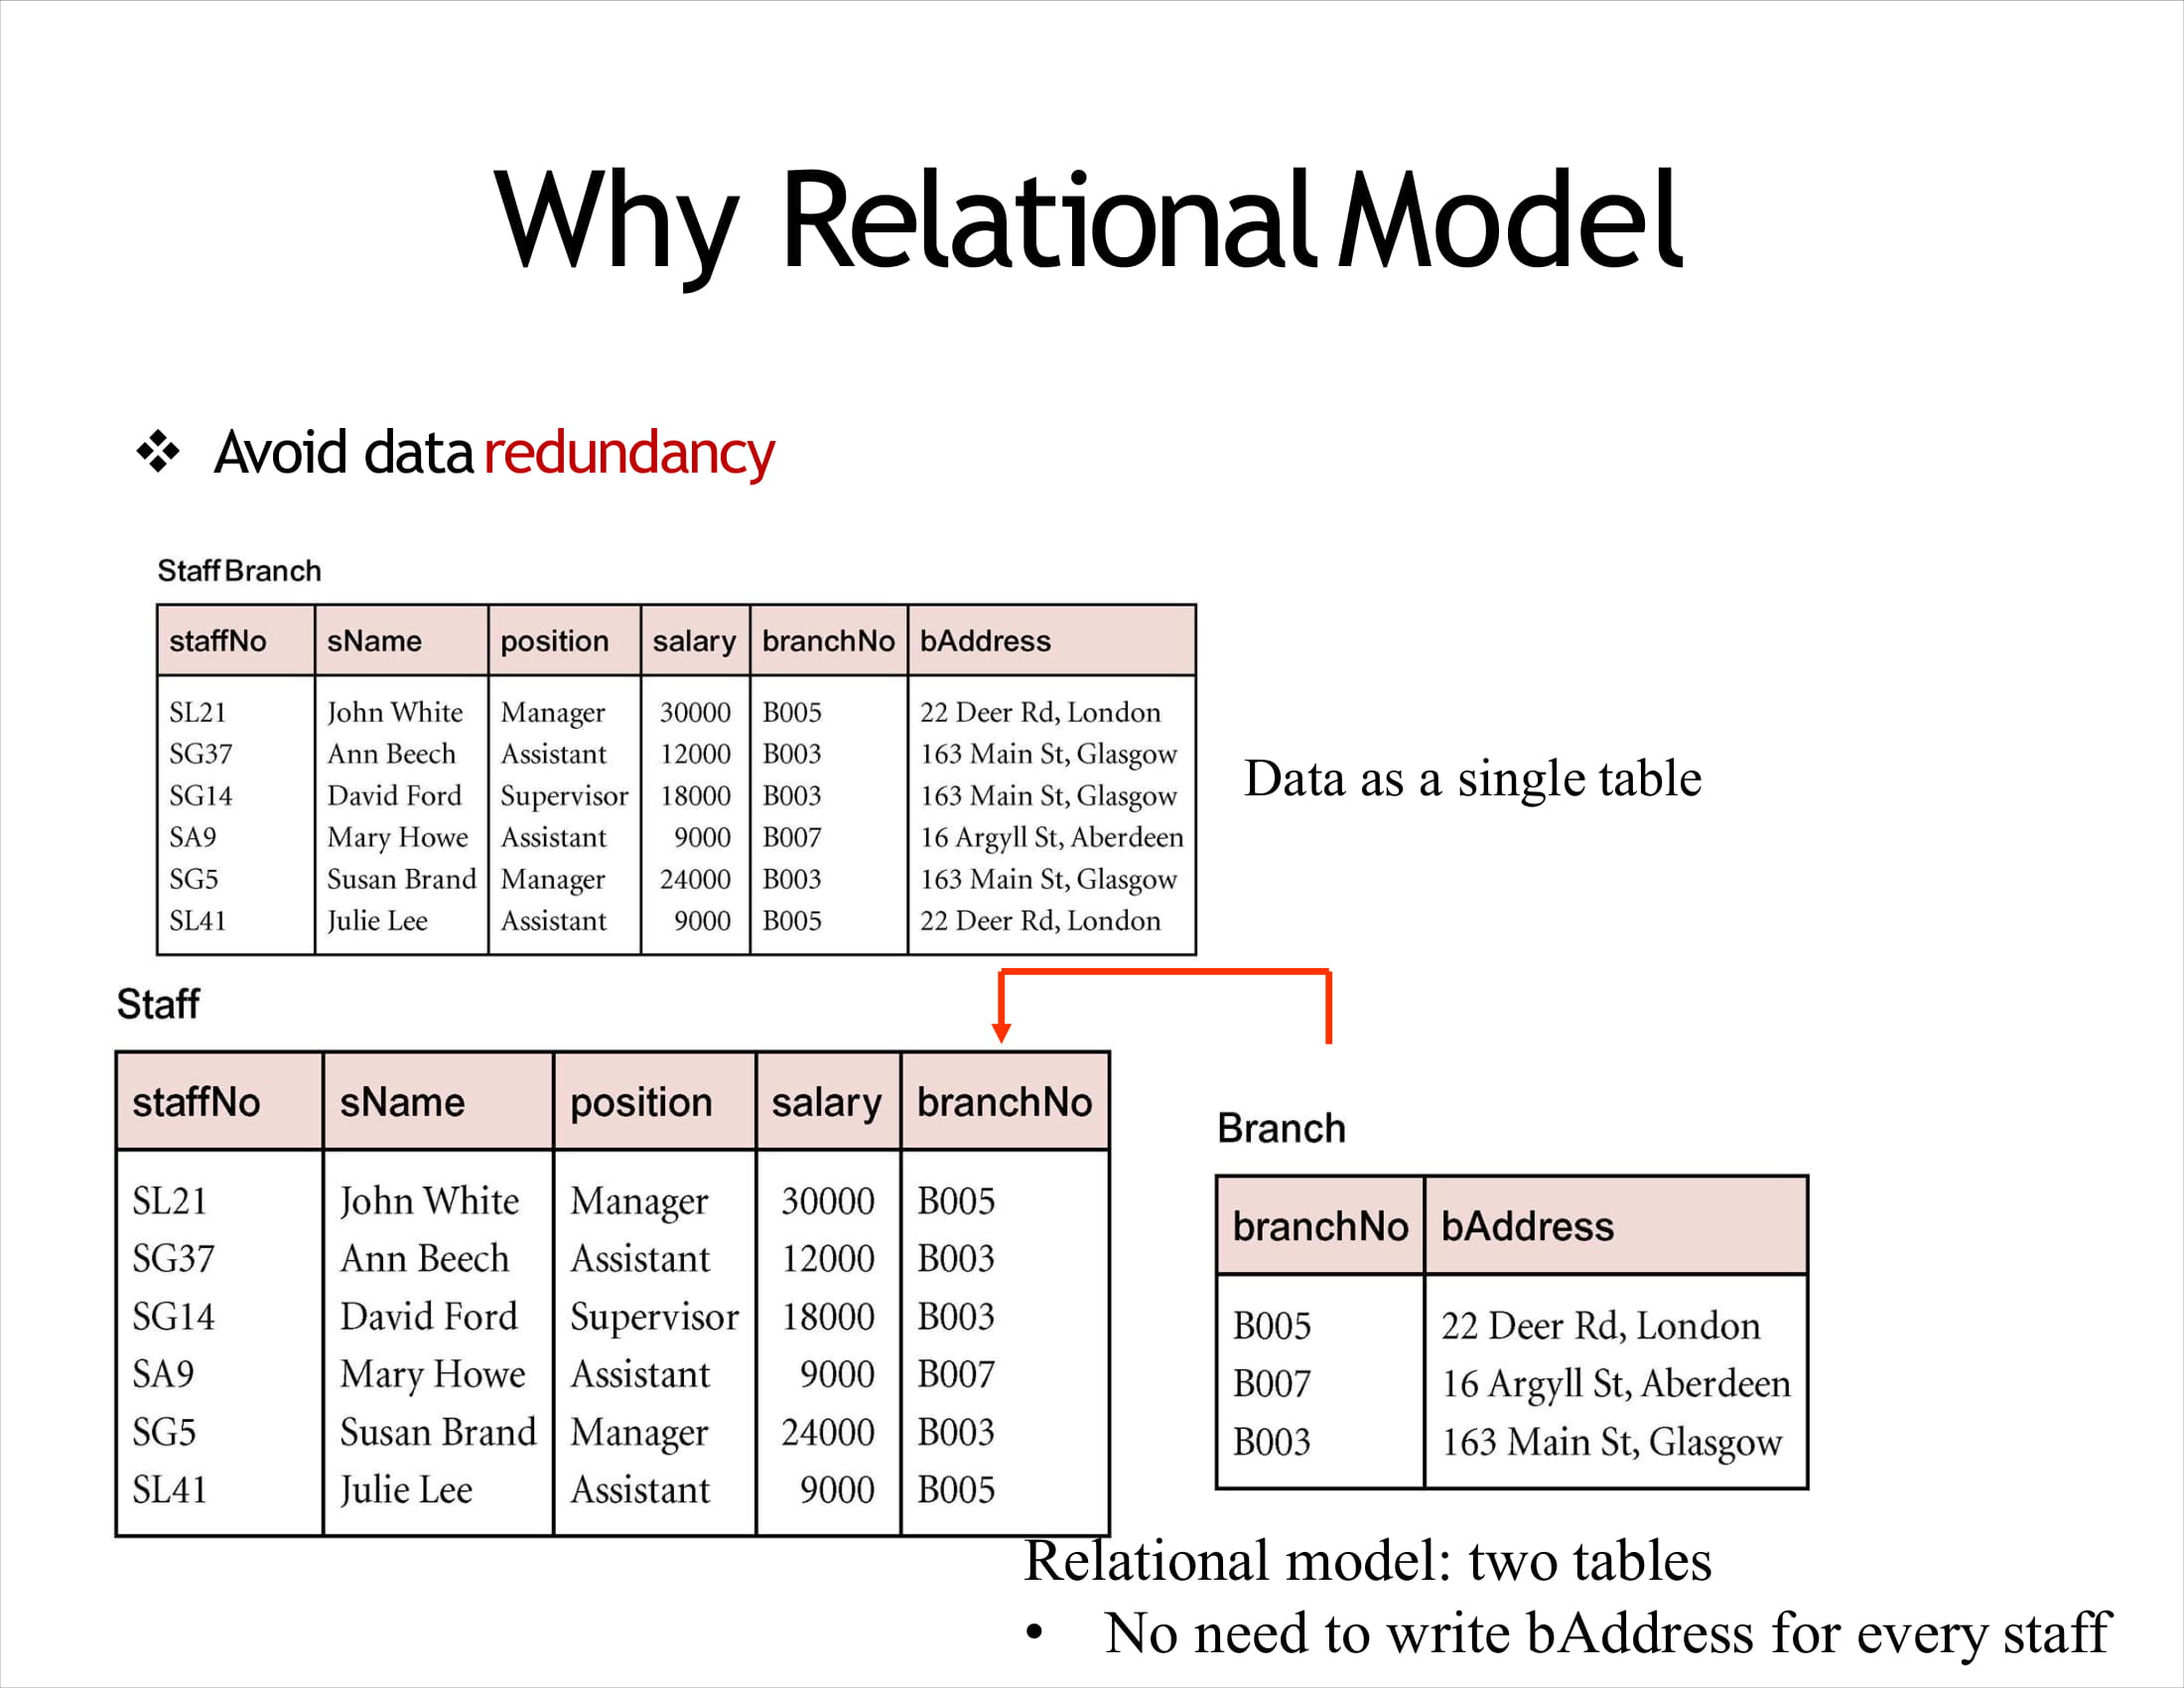 Why Relational Model
❖ Avoid data redundancy
StaffBranch
staffNo sName position salary branchNo bAddress
SL21 John White Manager 30000 B005 22 Deer Rd, London
SG37 Ann Beech Assistant 12000 B003 163 Main St, Glasgow
SG14 David Ford Supervisor 18000 B003 163 Main St, Glasgow
SA9 Mary Howe Assistant 9000 B007 16 Argyll St, Aberdeen
SG5 Susan Brand Manager 24000 B003 163 Main St, Glasgow
SL41 Julie Lee Assistant 9000 B005 22 Deer Rd, London
Data as a single table
Staff
staffNo sName position salary branchNo
SL21 John White Manager 30000 B005
SG37 Ann Beech Assistant 12000 B003
SG14 David Ford Supervisor 18000 B003
SA9 Mary Howe Assistant 9000 B007
SG5 Susan Brand Manager 24000 B003
SL41 Julie Lee Assistant 9000 B005
Branch
branchNo bAddress
B005 22 Deer Rd, London
B007 16 Argyll St, Aberdeen
B003 163 Main St, Glasgow
Relational model: two tables
• No need to write bAddress for every staff